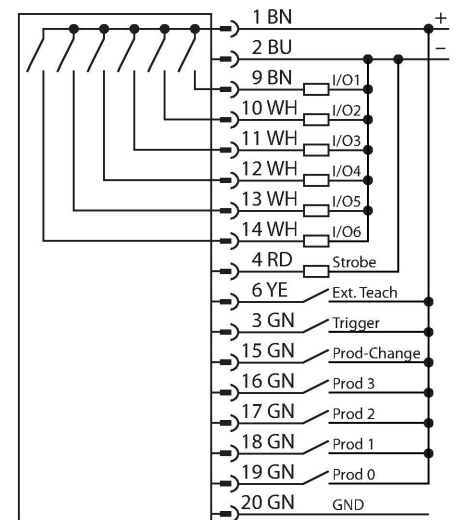 1 BN +
2 BU −
9 BN I/O1
10 WH I/O2
11 WH I/O3
12 WH I/O4
13 WH I/O5
14 WH I/O6
4 RD Strobe
6 YE Ext. Teach
3 GN Trigger
15 GN Prod-Change
16 GN Prod 3
17 GN Prod 2
18 GN Prod 1
19 GN Prod 0
20 GN GND